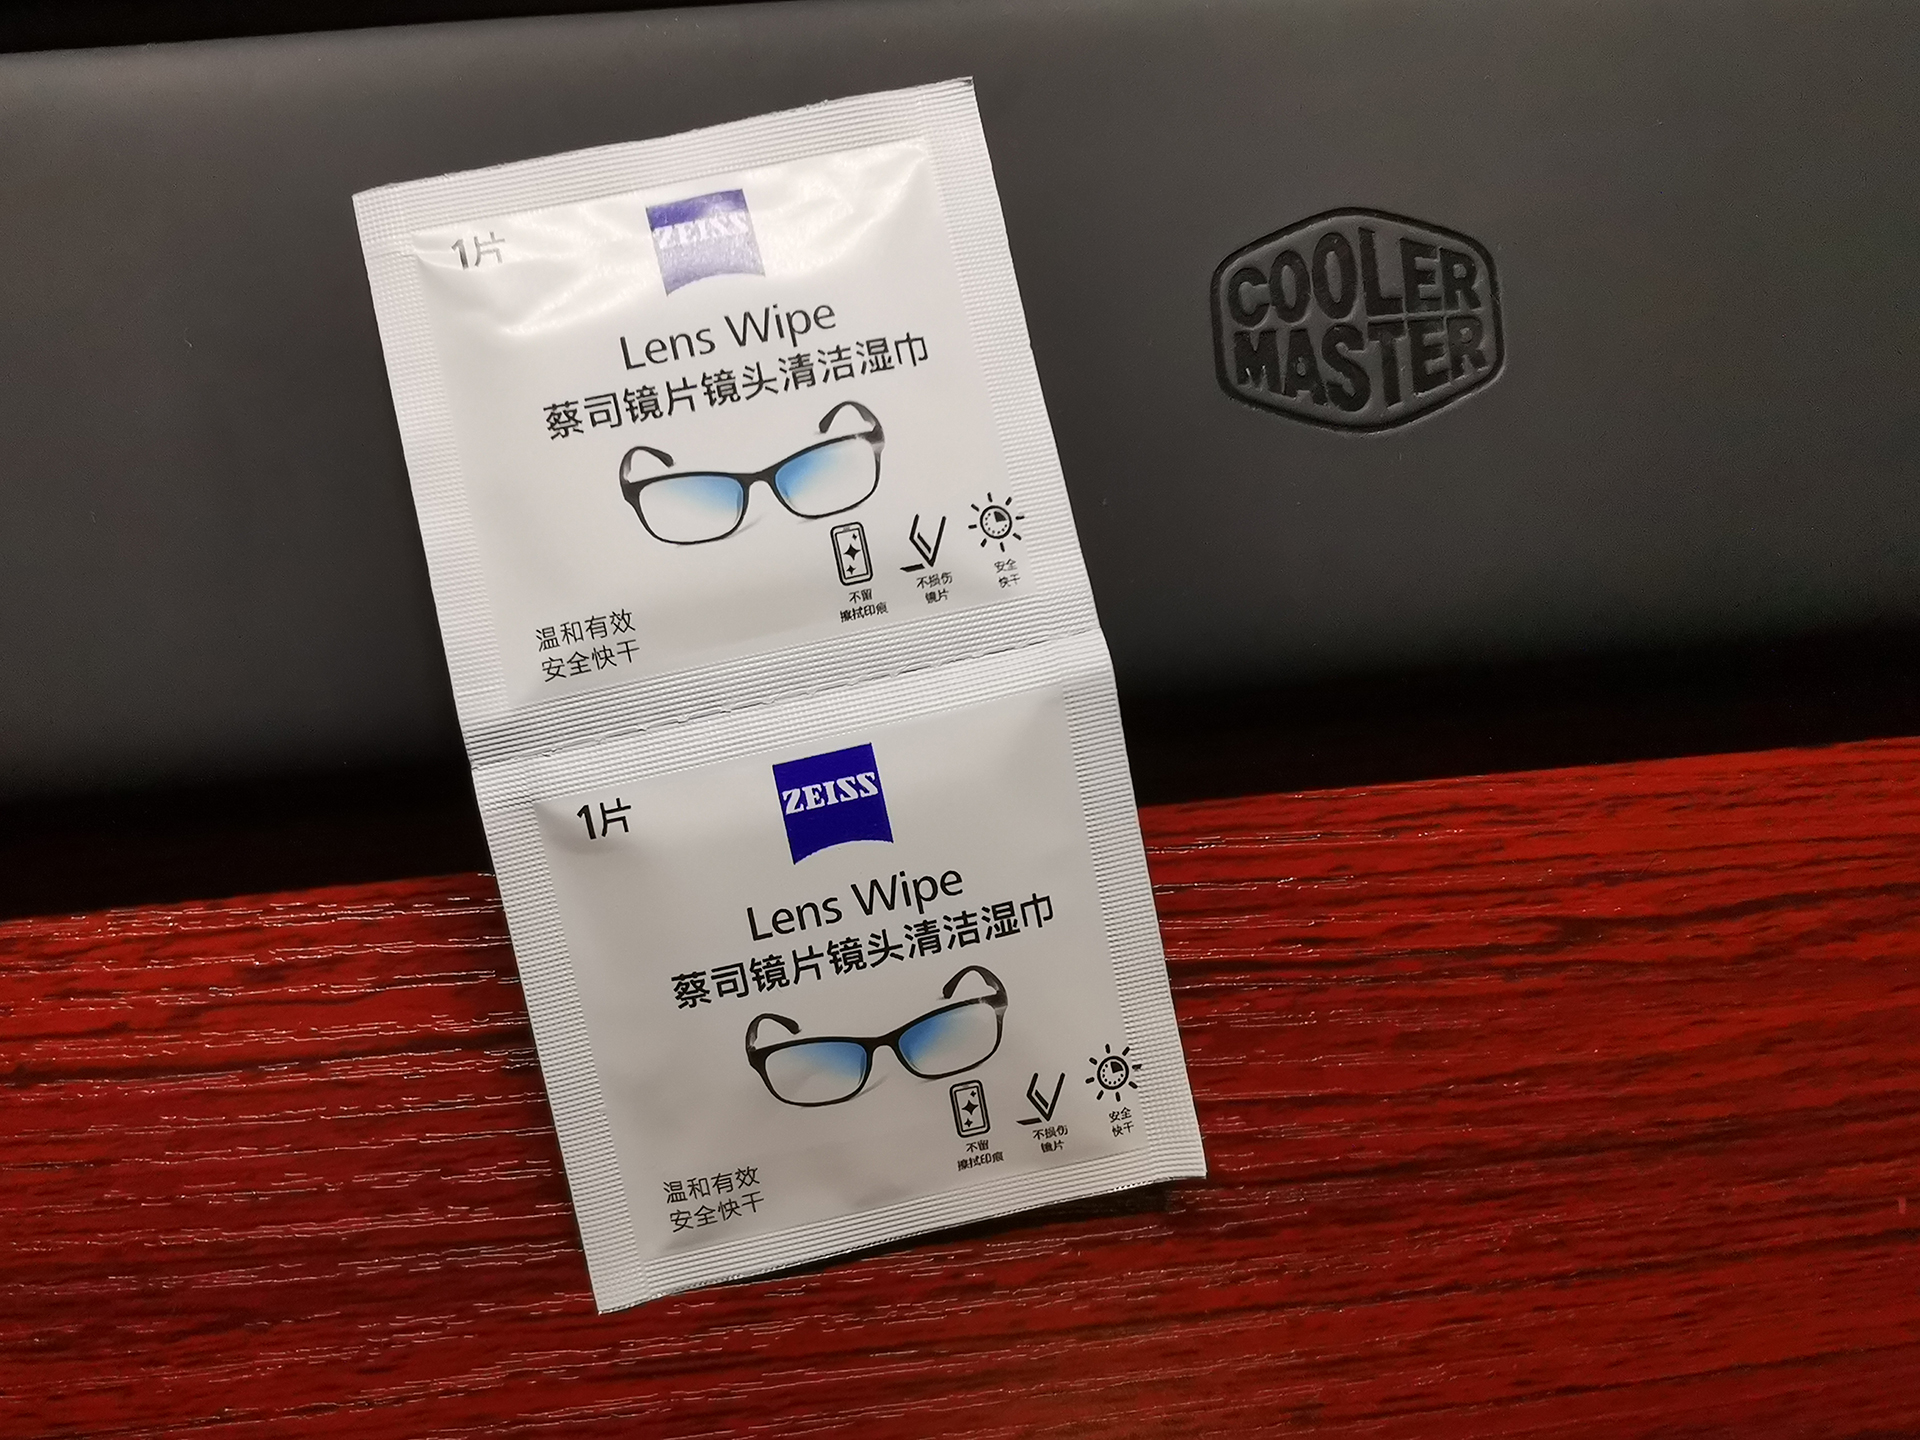 1片
ZEISS
Lens Wipe
蔡司镜片镜头清洁湿巾
不留
擦拭印痕
不损伤
镜片
安全
快干
温和有效
安全快干
1片
ZEISS
Lens Wipe
蔡司镜片镜头清洁湿巾
不留
擦拭印痕
不损伤
镜片
安全
快干
温和有效
安全快干
COOLER
MASTER